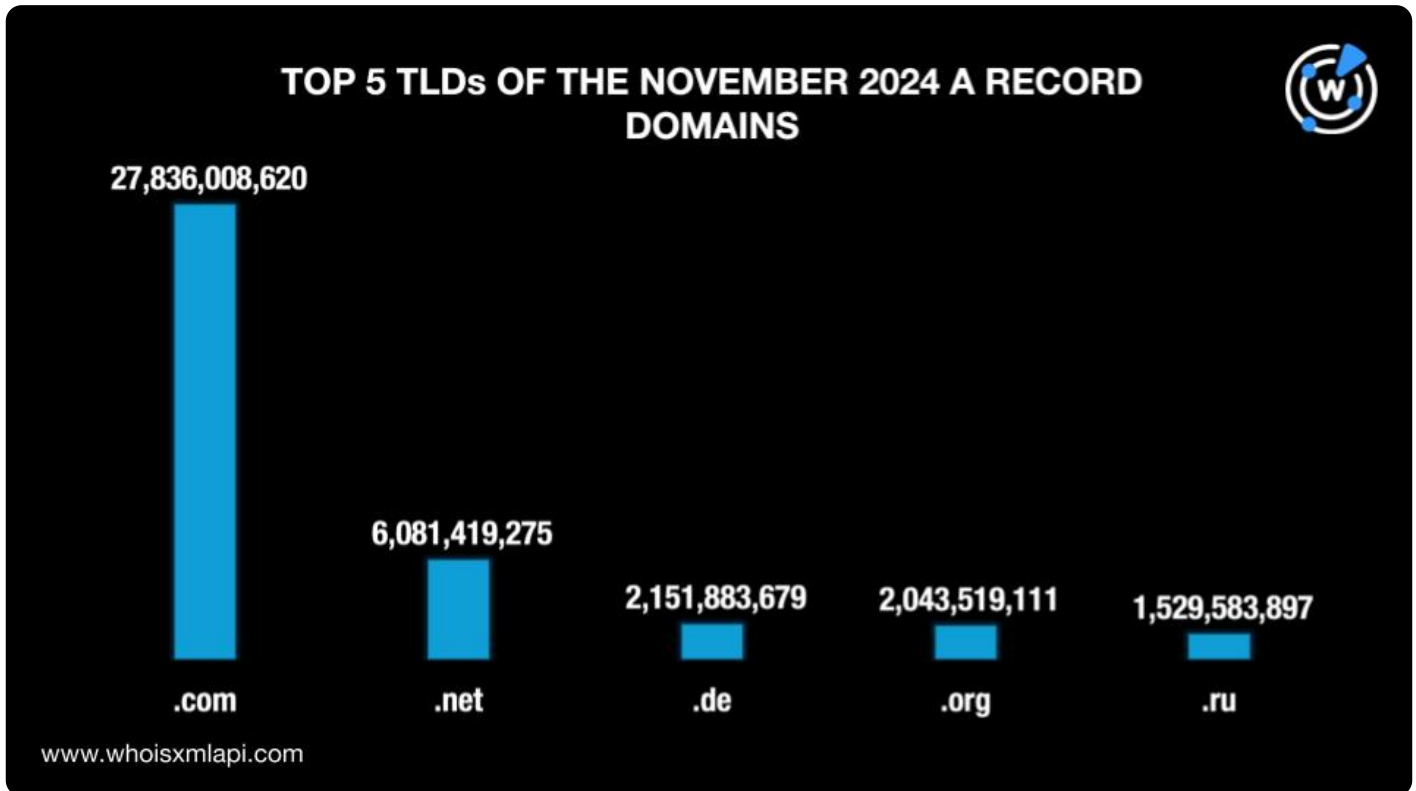 TOP 5 TLDs OF THE NOVEMBER 2024 A RECORD
DOMAINS
W
27,836,008,620
6,081,419,275
2,151,883,679
2,043,519,111
1,529,583,897
.com
.net
.de
.org
.ru
www.whoisxmlapi.com